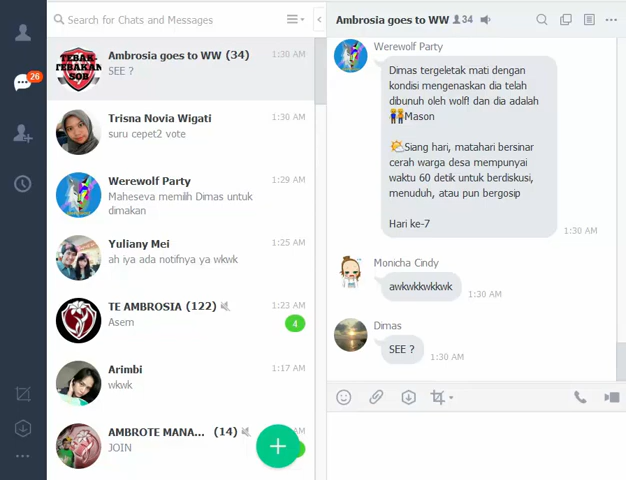 Search for Chats and Messages
26
TEBAK-
TEBAKAN
SOB
Ambrosia goes to WW (34)
1:30 AM
SEE ?
Trisna Novia Wigati
1:30 AM
suru cepet2 vote
Werewolf Party
1:29 AM
Maheseva memilih Dimas untuk
dimakan
Yuliany Mei
1:25 AM
ah iya ada notifnya ya wkwk
TE AMBROSIA (122)
1:23 AM
Asem
4
Arimbi
1:17 AM
wkwk
AMBROTE MANA... (14)
AM
JOIN
Ambrosia goes to WW 34
Werewolf Party
Dimas tergeletak mati dengan
kondisi mengenaskan dia telah
dibunuh oleh wolf! dan dia adalah
Mason
Siang hari, matahari bersinar
cerah warga desa mempunyai
waktu 60 detik untuk berdiskusi,
menuduh, atau pun bergosip
Hari ke-7
1:30 AM
Monicha Cindy
awkwkkwkkwk
1:30 AM
Dimas
SEE ?
1:30 AM